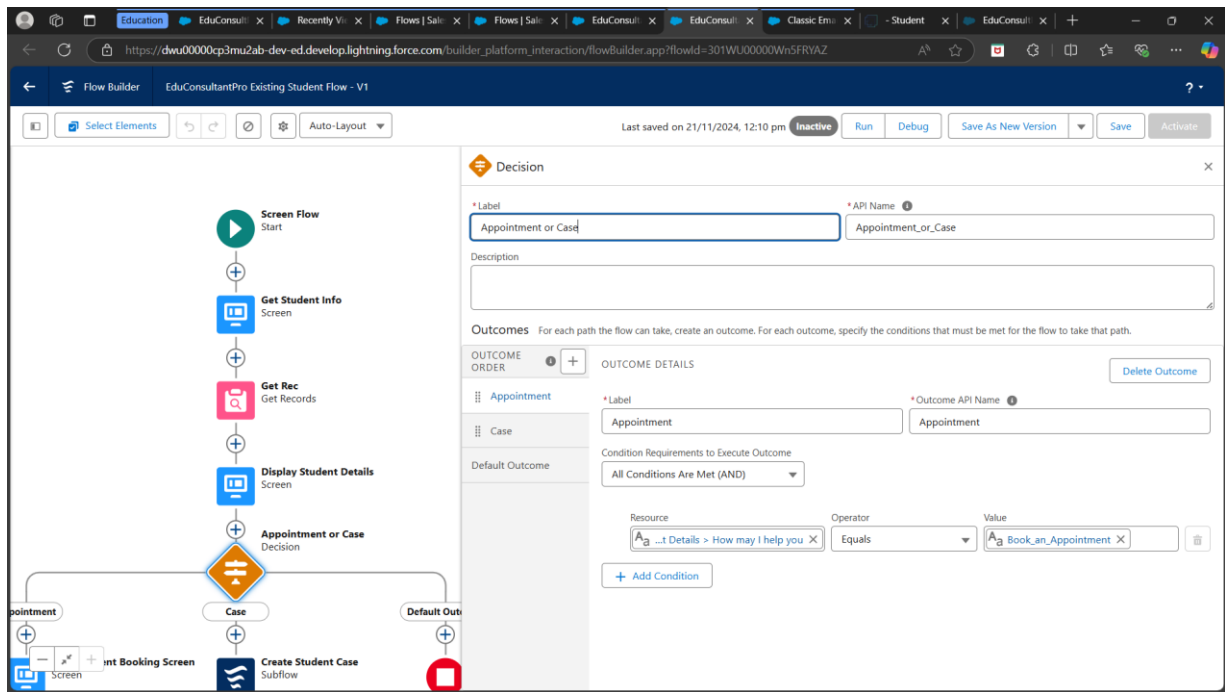 Education
EduConsult
Recently Vi
Flows | Sale
Flows | Sale
EduConsult
EduConsult
Classic Ema
- Student
EduConsult
https://dwu00000cp3mu2ab-dev-ed.develop.lightning.force.com/builder_platform_interaction/flowBuilder.app?flowId=301WU00000Wn5FRYAZ
Flow Builder
EduConsultantPro Existing Student Flow - V1
?
Select Elements
Auto-Layout
Last saved on 21/11/2024, 12:10 pm
Inactive
Run
Debug
Save As New Version
Save
Activate
Screen Flow
Start
Get Student Info
Screen
Get Rec
Get Records
Display Student Details
Screen
Appointment or Case
Decision
pointment
Case
Default Out
nt Booking Screen
Screen
Create Student Case
Subflow
Decision
*Label
Appointment or Case
*API Name
Appointment_or_Case
Description
Outcomes For each path the flow can take, create an outcome. For each outcome, specify the conditions that must be met for the flow to take that path.
OUTCOME
ORDER
Appointment
Case
Default Outcome
OUTCOME DETAILS
Delete Outcome
*Label
Appointment
*Outcome API Name
Appointment
Condition Requirements to Execute Outcome
All Conditions Are Met (AND)
Resource
Aa ...t Details > How may I help you
Operator
Equals
Value
Aa Book_an_Appointment
+ Add Condition